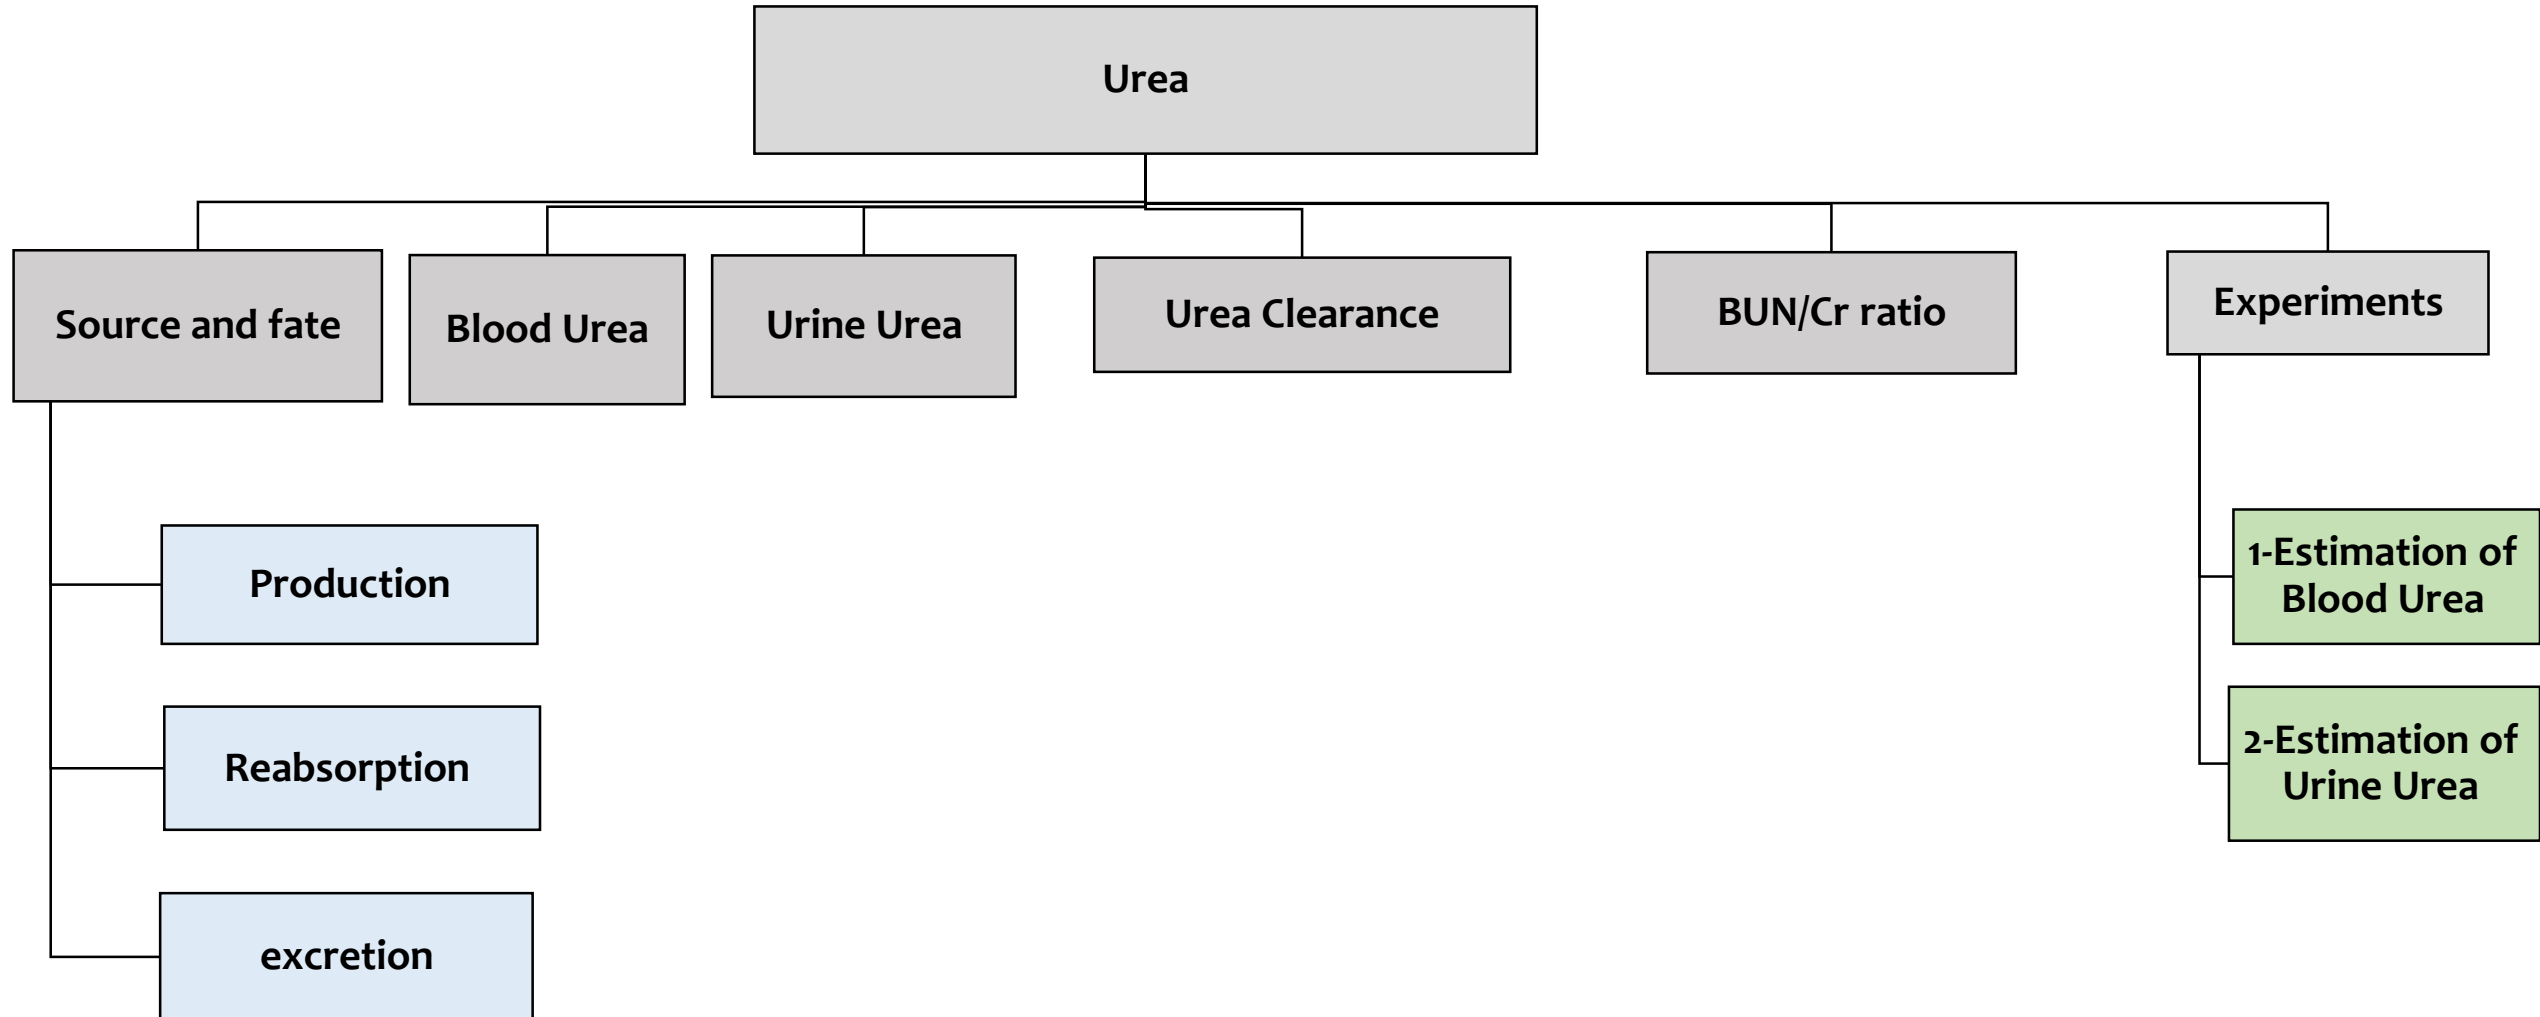 Urea
Source and fate
Blood Urea
Urine Urea
Urea Clearance
BUN/Cr ratio
Experiments
Production
Reabsorption
excretion
1-Estimation of
Blood Urea
2-Estimation of
Urine Urea